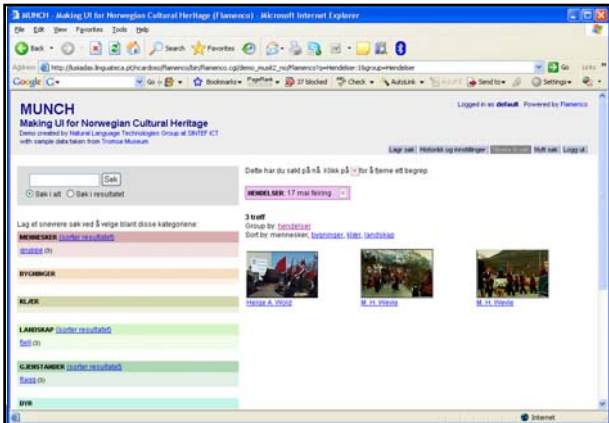 MUNCH - Making UI for Norwegian Cultural Heritage (Flamenco) - Microsoft Internet Explorer
File Edit View Favorites Tools Help
Back Search Favorites
Address Go Links
Google Go Bookmarks PageRank 37 blocked Check AutoLink Send to Settings
MUNCH
Making UI for Norwegian Cultural Heritage
Demo created by Natural Language Technologies Group at SINTEF ICT
with sample data taken from Tromsø Museum
Logged in as default. Powered by Flamenco
Lagr søk Historikk og innstillinger Nytt søk Logg ut
Søk
Søk i alt Søk i resultatet
Dette har du søkt på nå. Klikk på x for å fjerne ett begrep.
HENDELSER: 17 mai feiring x
Lag et snevrere søk ved å velge blant disse kategoriene:
MENNESKER (sorter resultatet)
gruppe (3)
BYGNINGER
KLÆR
LANDSKAP (sorter resultatet)
fjell (3)
GJENSTANDER (sorter resultatet)
flagg (3)
DYR
3 treff
Group by: hendelser
Sort by: mennesker, bygninger, klær, landskap
Helge A. Wold
M. H. Wevle
M. H. Wevle
Internet